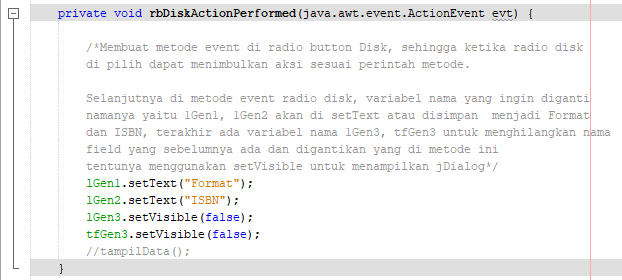 private void rbDiskActionPerformed(java.awt.event.ActionEvent evt) {
/*Membuat metode event di radio button Disk, sehingga ketika radio disk
di pilih dapat menimbulkan aksi sesuai perintah metode.
Selanjutnya di metode event radio disk, variabel nama yang ingin diganti
namanya yaitu lGen1, lGen2 akan di setText atau disimpan  menjadi Format
dan ISBN, terakhir ada variabel nama lGen3, tfGen3 untuk menghilangkan nama
field yang sebelumnya ada dan digantikan yang di metode ini
tentunya menggunakan setVisible untuk menampilkan jDialog*/
lGen1.setText("Format");
lGen2.setText("ISBN");
lGen3.setVisible(false);
tfGen3.setVisible(false);
//tampilData();
}